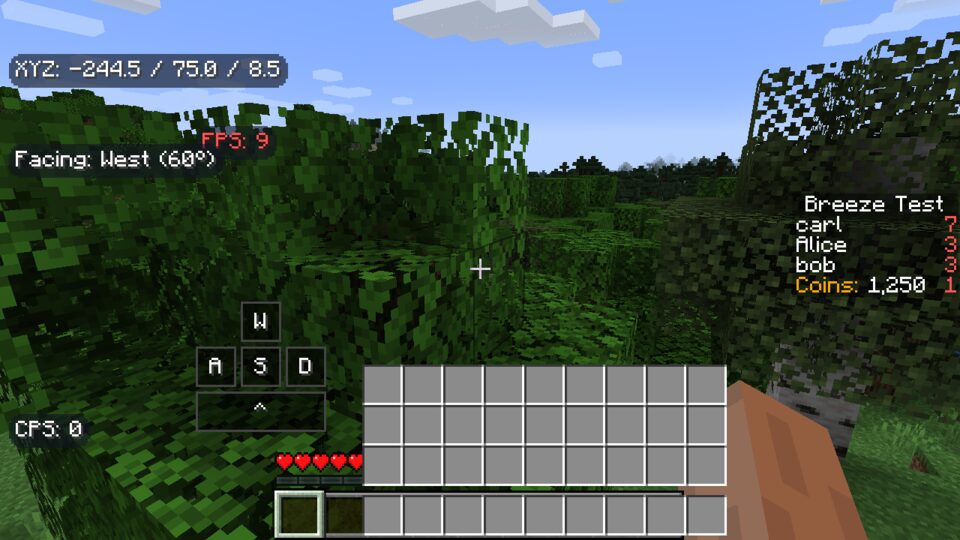 XYZ: -244.5 / 75.0 / 8.5
FPS: 9
Facing: West (60º)
Breeze Test
carl 7
Alice 3
bob 3
Coins: 1,250 1
W
A S D
^
CPS: 0